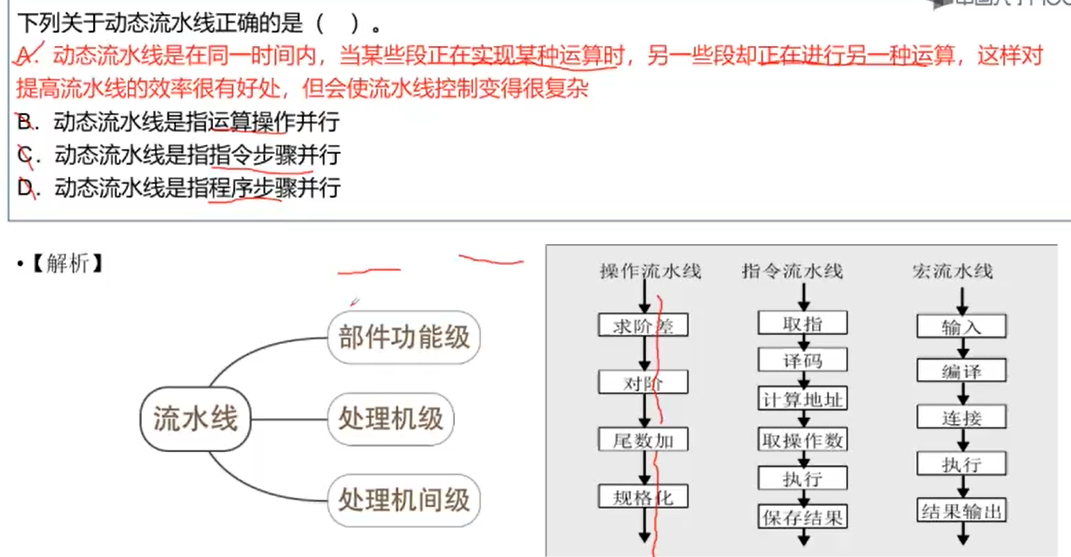 下列关于动态流水线正确的是（ ）。
A. 动态流水线是在同一时间内，当某些段正在实现某种运算时，另一些段却正在进行另一种运算，这样对
提高流水线的效率很有好处，但会使流水线控制变得很复杂
B. 动态流水线是指运算操作并行
C. 动态流水线是指指令步骤并行
D. 动态流水线是指程序步骤并行
•【解析】
流水线
部件功能级
处理机级
处理机间级
操作流水线
求阶差
对阶
尾数加
规格化
指令流水线
取指
译码
计算地址
取操作数
执行
保存结果
宏流水线
输入
编译
连接
执行
结果输出